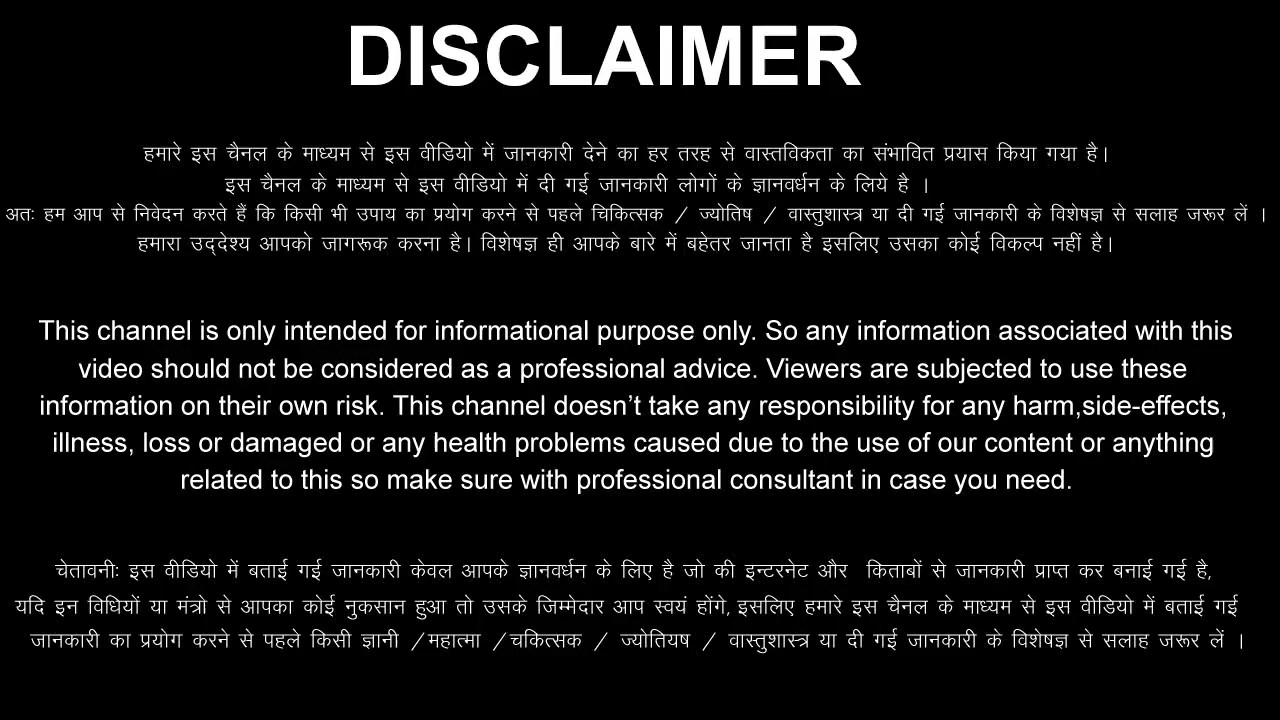 DISCLAIMER
हमारे इस चैनल के माध्यम से इस वीडियो में जानकारी देने का हर तरह से वास्तविकता का संभावित प्रयास किया गया है।
इस चैनल के माध्यम से इस वीडियो में दी गई जानकारी लोगों के ज्ञानवर्धन के लिये है ।
अतः हम आप से निवेदन करते हैं कि किसी भी उपाय का प्रयोग करने से पहले चिकित्सक / ज्योतिष / वास्तुशास्त्र या दी गई जानकारी के विशेषज्ञ से सलाह जरूर लें ।
हमारा उद्देश्य आपको जागरूक करना है। विशेषज्ञ ही आपके बारे में बहेतर जानता है इसलिए उसका कोई विकल्प नहीं है।
This channel is only intended for informational purpose only. So any information associated with this
video should not be considered as a professional advice. Viewers are subjected to use these
information on their own risk. This channel doesn’t take any responsibility for any harm,side-effects,
illness, loss or damaged or any health problems caused due to the use of our content or anything
related to this so make sure with professional consultant in case you need.
चेतावनीः इस वीडियो में बताई गई जानकारी केवल आपके ज्ञानवर्धन के लिए है जो की इन्टरनेट और किताबों से जानकारी प्राप्त कर बनाई गई है,
यदि इन विधियों या मंत्रो से आपका कोई नुकसान हुआ तो उसके जिम्मेदार आप स्वयं होंगे, इसलिए हमारे इस चैनल के माध्यम से इस वीडियो में बताई गई
जानकारी का प्रयोग करने से पहले किसी ज्ञानी /महात्मा /चकित्सक / ज्योतियष / वास्तुशास्त्र या दी गई जानकारी के विशेषज्ञ से सलाह जरूर लें ।